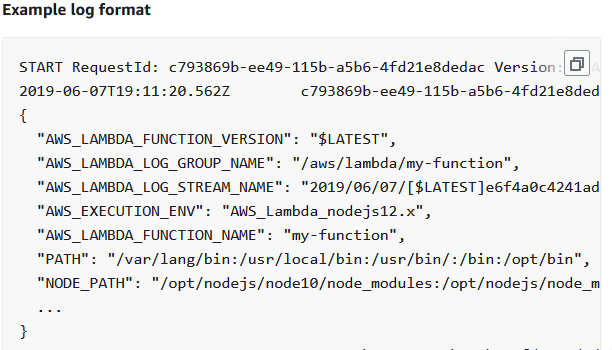 Example log format
START RequestId: c793869b-ee49-115b-a5b6-4fd21e8dedac Version:
2019-06-07T19:11:20.562Z c793869b-ee49-115b-a5b6-4fd21e8ded
{
"AWS_LAMBDA_FUNCTION_VERSION": "$LATEST",
"AWS_LAMBDA_LOG_GROUP_NAME": "/aws/lambda/my-function",
"AWS_LAMBDA_LOG_STREAM_NAME": "2019/06/07/[$LATEST]e6f4a0c4241ad
"AWS_EXECUTION_ENV": "AWS_Lambda_nodejs12.x",
"AWS_LAMBDA_FUNCTION_NAME": "my-function",
"PATH": "/var/lang/bin:/usr/local/bin:/usr/bin/:/bin:/opt/bin",
"NODE_PATH": "/opt/nodejs/node10/node_modules:/opt/nodejs/node_m
...
}